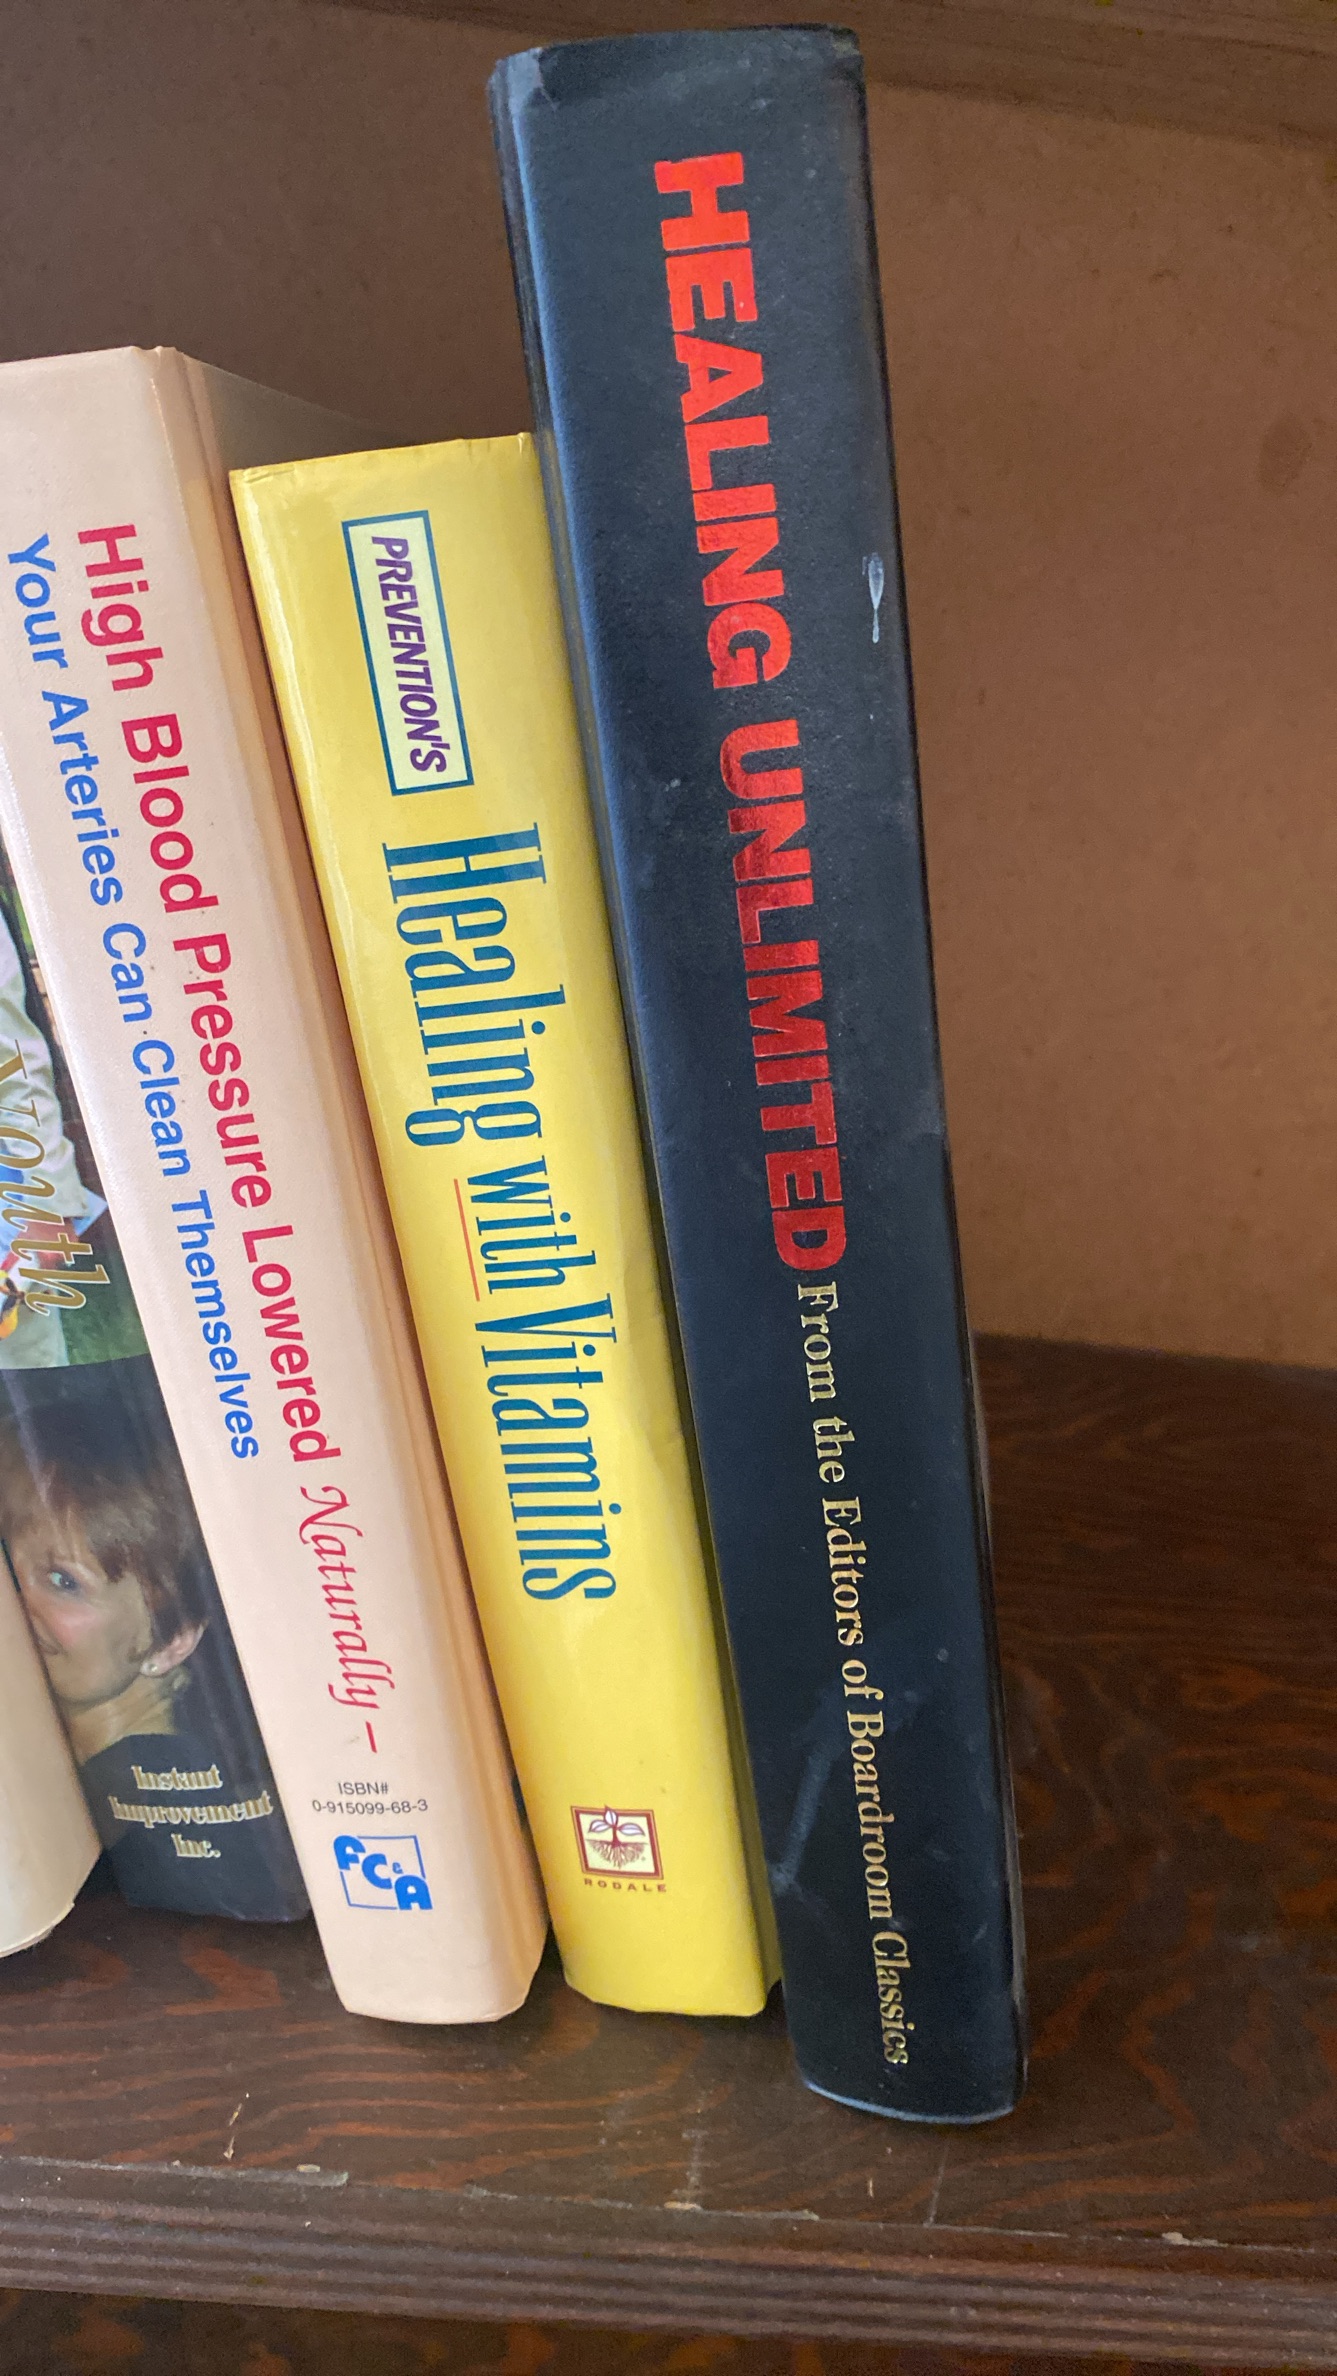 Youth
Instant
Improvement
Inc.
High Blood Pressure Lowered Naturally –
Your Arteries Can Clean Themselves
ISBN#
0-915099-68-3
FC&A
PREVENTION'S
Healing with Vitamins
RODALE
HEALING UNLIMITED From the Editors of Boardroom Classics